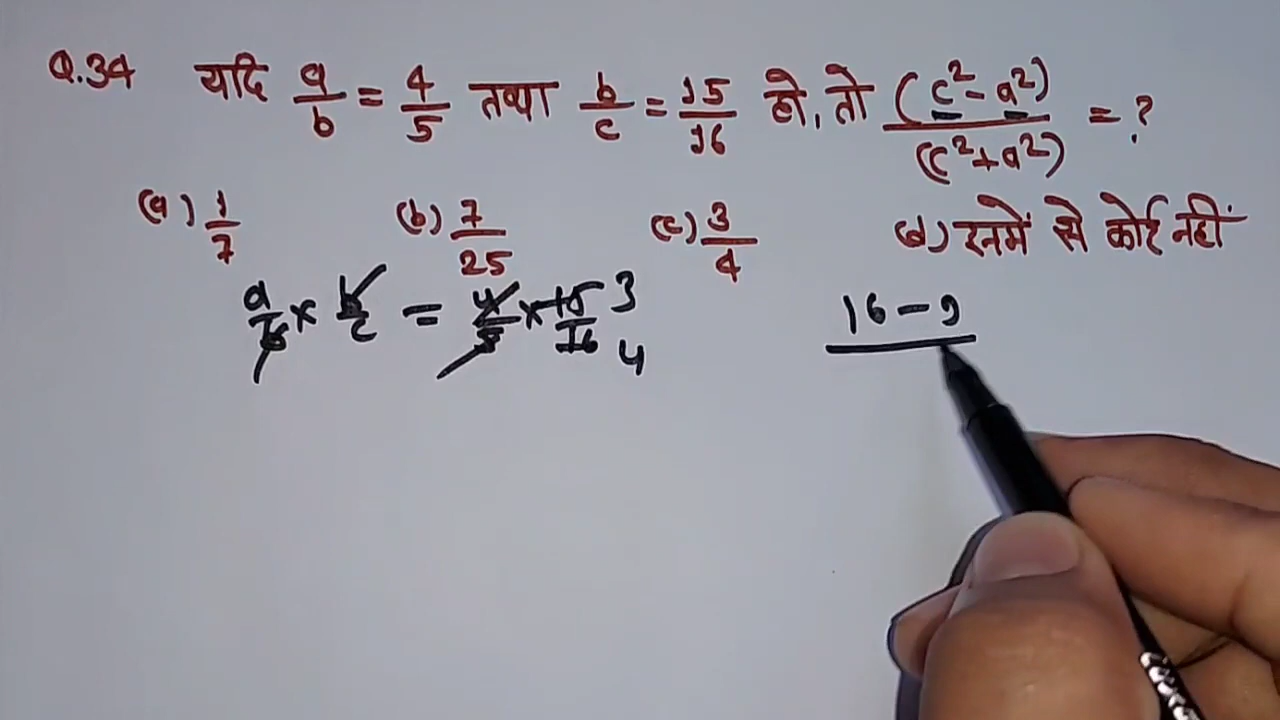 Q.34 यदि a/b = 4/5 तथा b/c = 15/16 हो, तो (c²-a²)/(c²+a²) = ?
(a) 1/7 (b) 7/25 (c) 3/4 (d) इनमें से कोई नहीं
a/b × b/c = 4/5 × 15/16 3/4
16-9